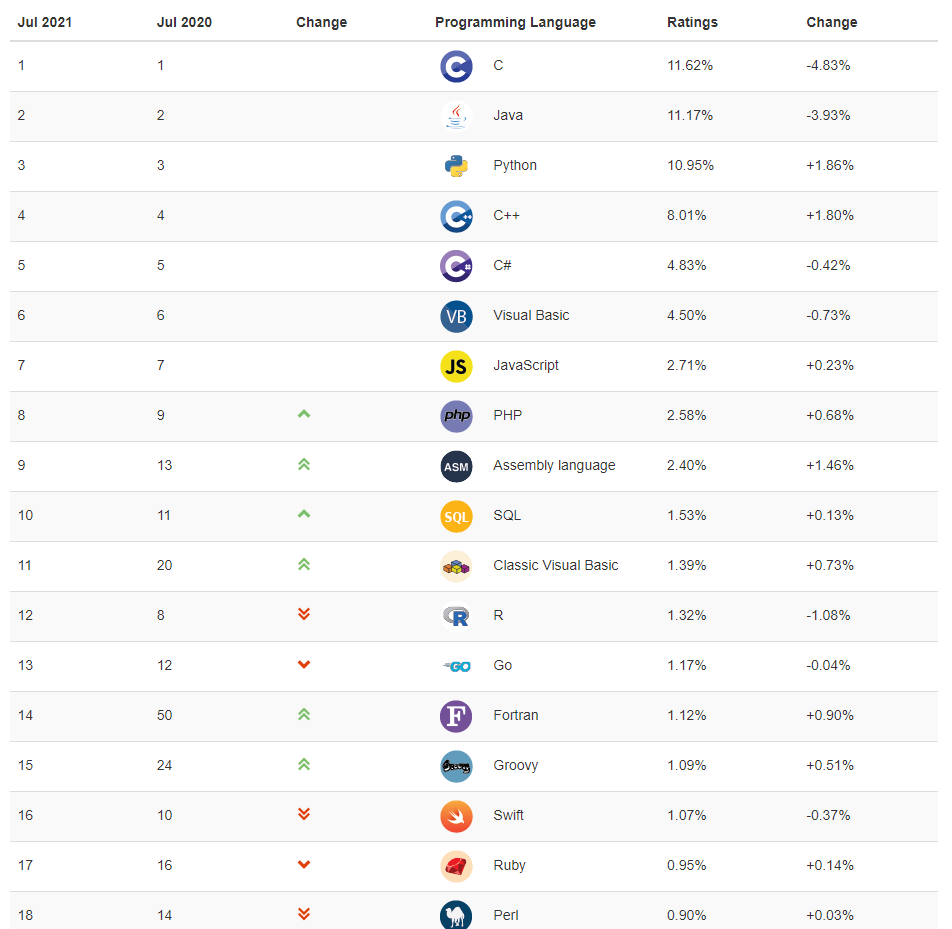 Jul 2021 Jul 2020 Change Programming Language Ratings Change
1 1 C 11.62% -4.83%
2 2 Java 11.17% -3.93%
3 3 Python 10.95% +1.86%
4 4 C++ 8.01% +1.80%
5 5 C# 4.83% -0.42%
6 6 VB Visual Basic 4.50% -0.73%
7 7 JS JavaScript 2.71% +0.23%
8 9 php PHP 2.58% +0.68%
9 13 ASM Assembly language 2.40% +1.46%
10 11 SQL SQL 1.53% +0.13%
11 20 Classic Visual Basic 1.39% +0.73%
12 8 R R 1.32% -1.08%
13 12 GO Go 1.17% -0.04%
14 50 F Fortran 1.12% +0.90%
15 24 Groovy 1.09% +0.51%
16 10 Swift 1.07% -0.37%
17 16 Ruby 0.95% +0.14%
18 14 Perl 0.90% +0.03%